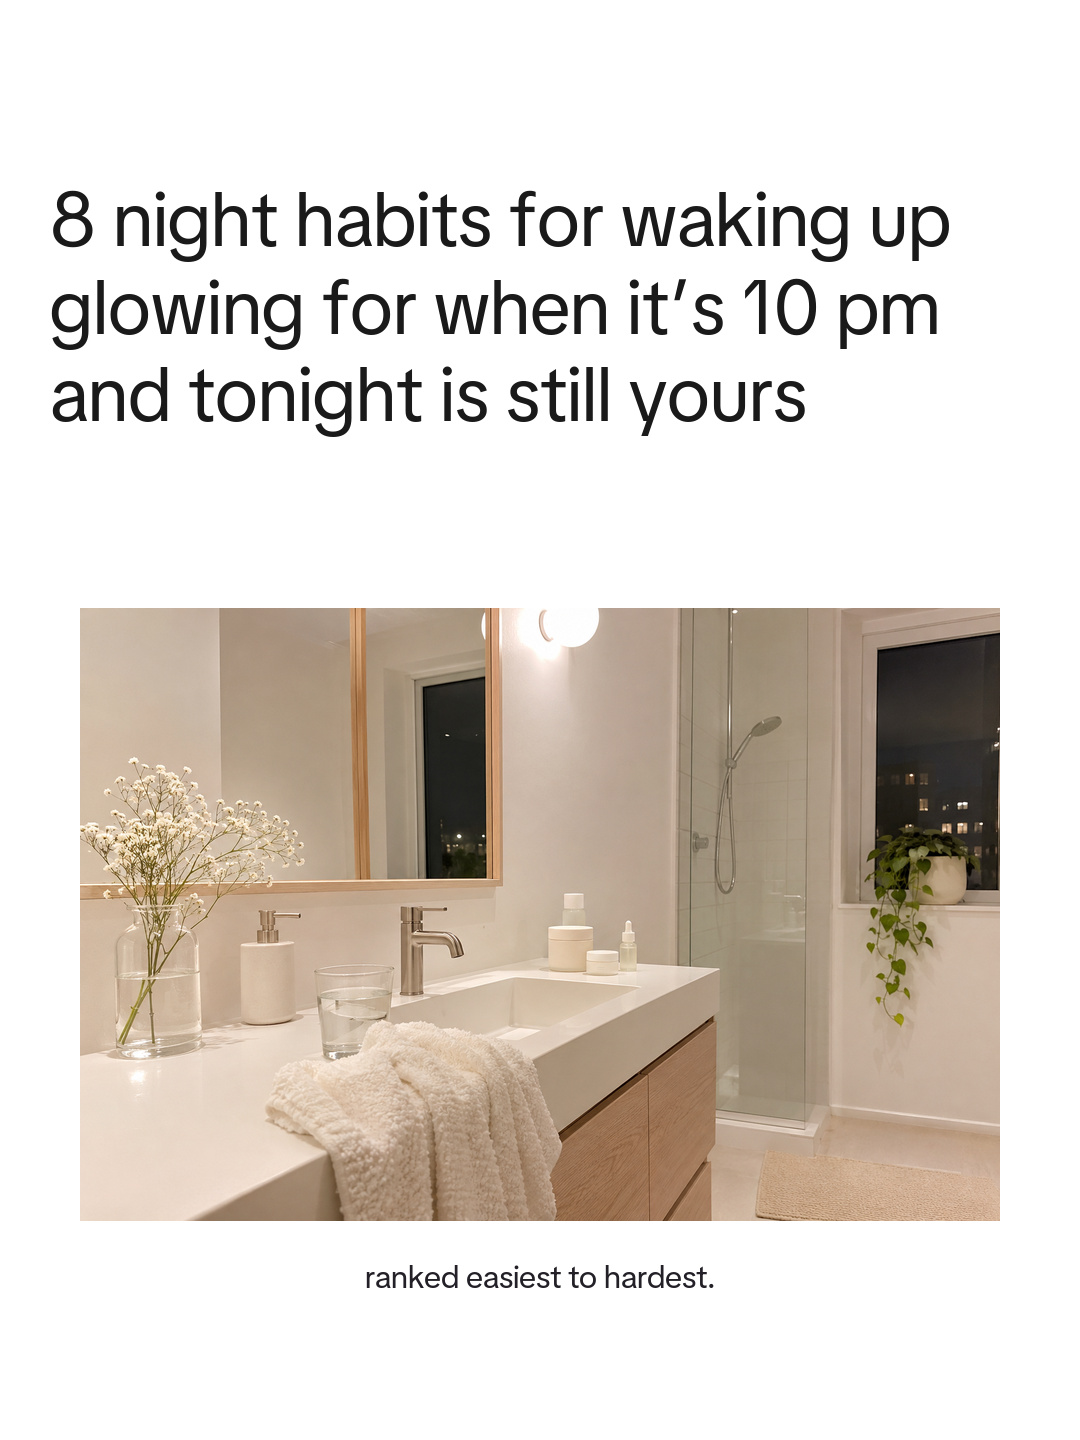 8 night habits for waking up
glowing for when it’s 10 pm
and tonight is still yours
ranked easiest to hardest.